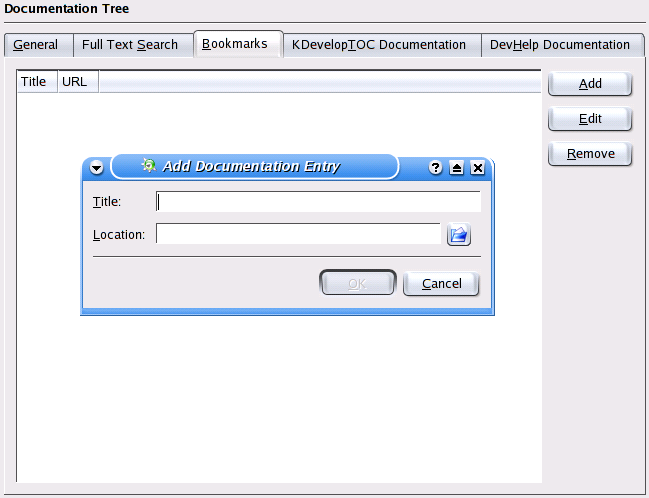 Documentation Tree
General Full Text Search Bookmarks KDevelopTOC Documentation DevHelp Documentation
Title URL
Add
Edit
Remove
Add Documentation Entry
Title:
Location:
OK Cancel